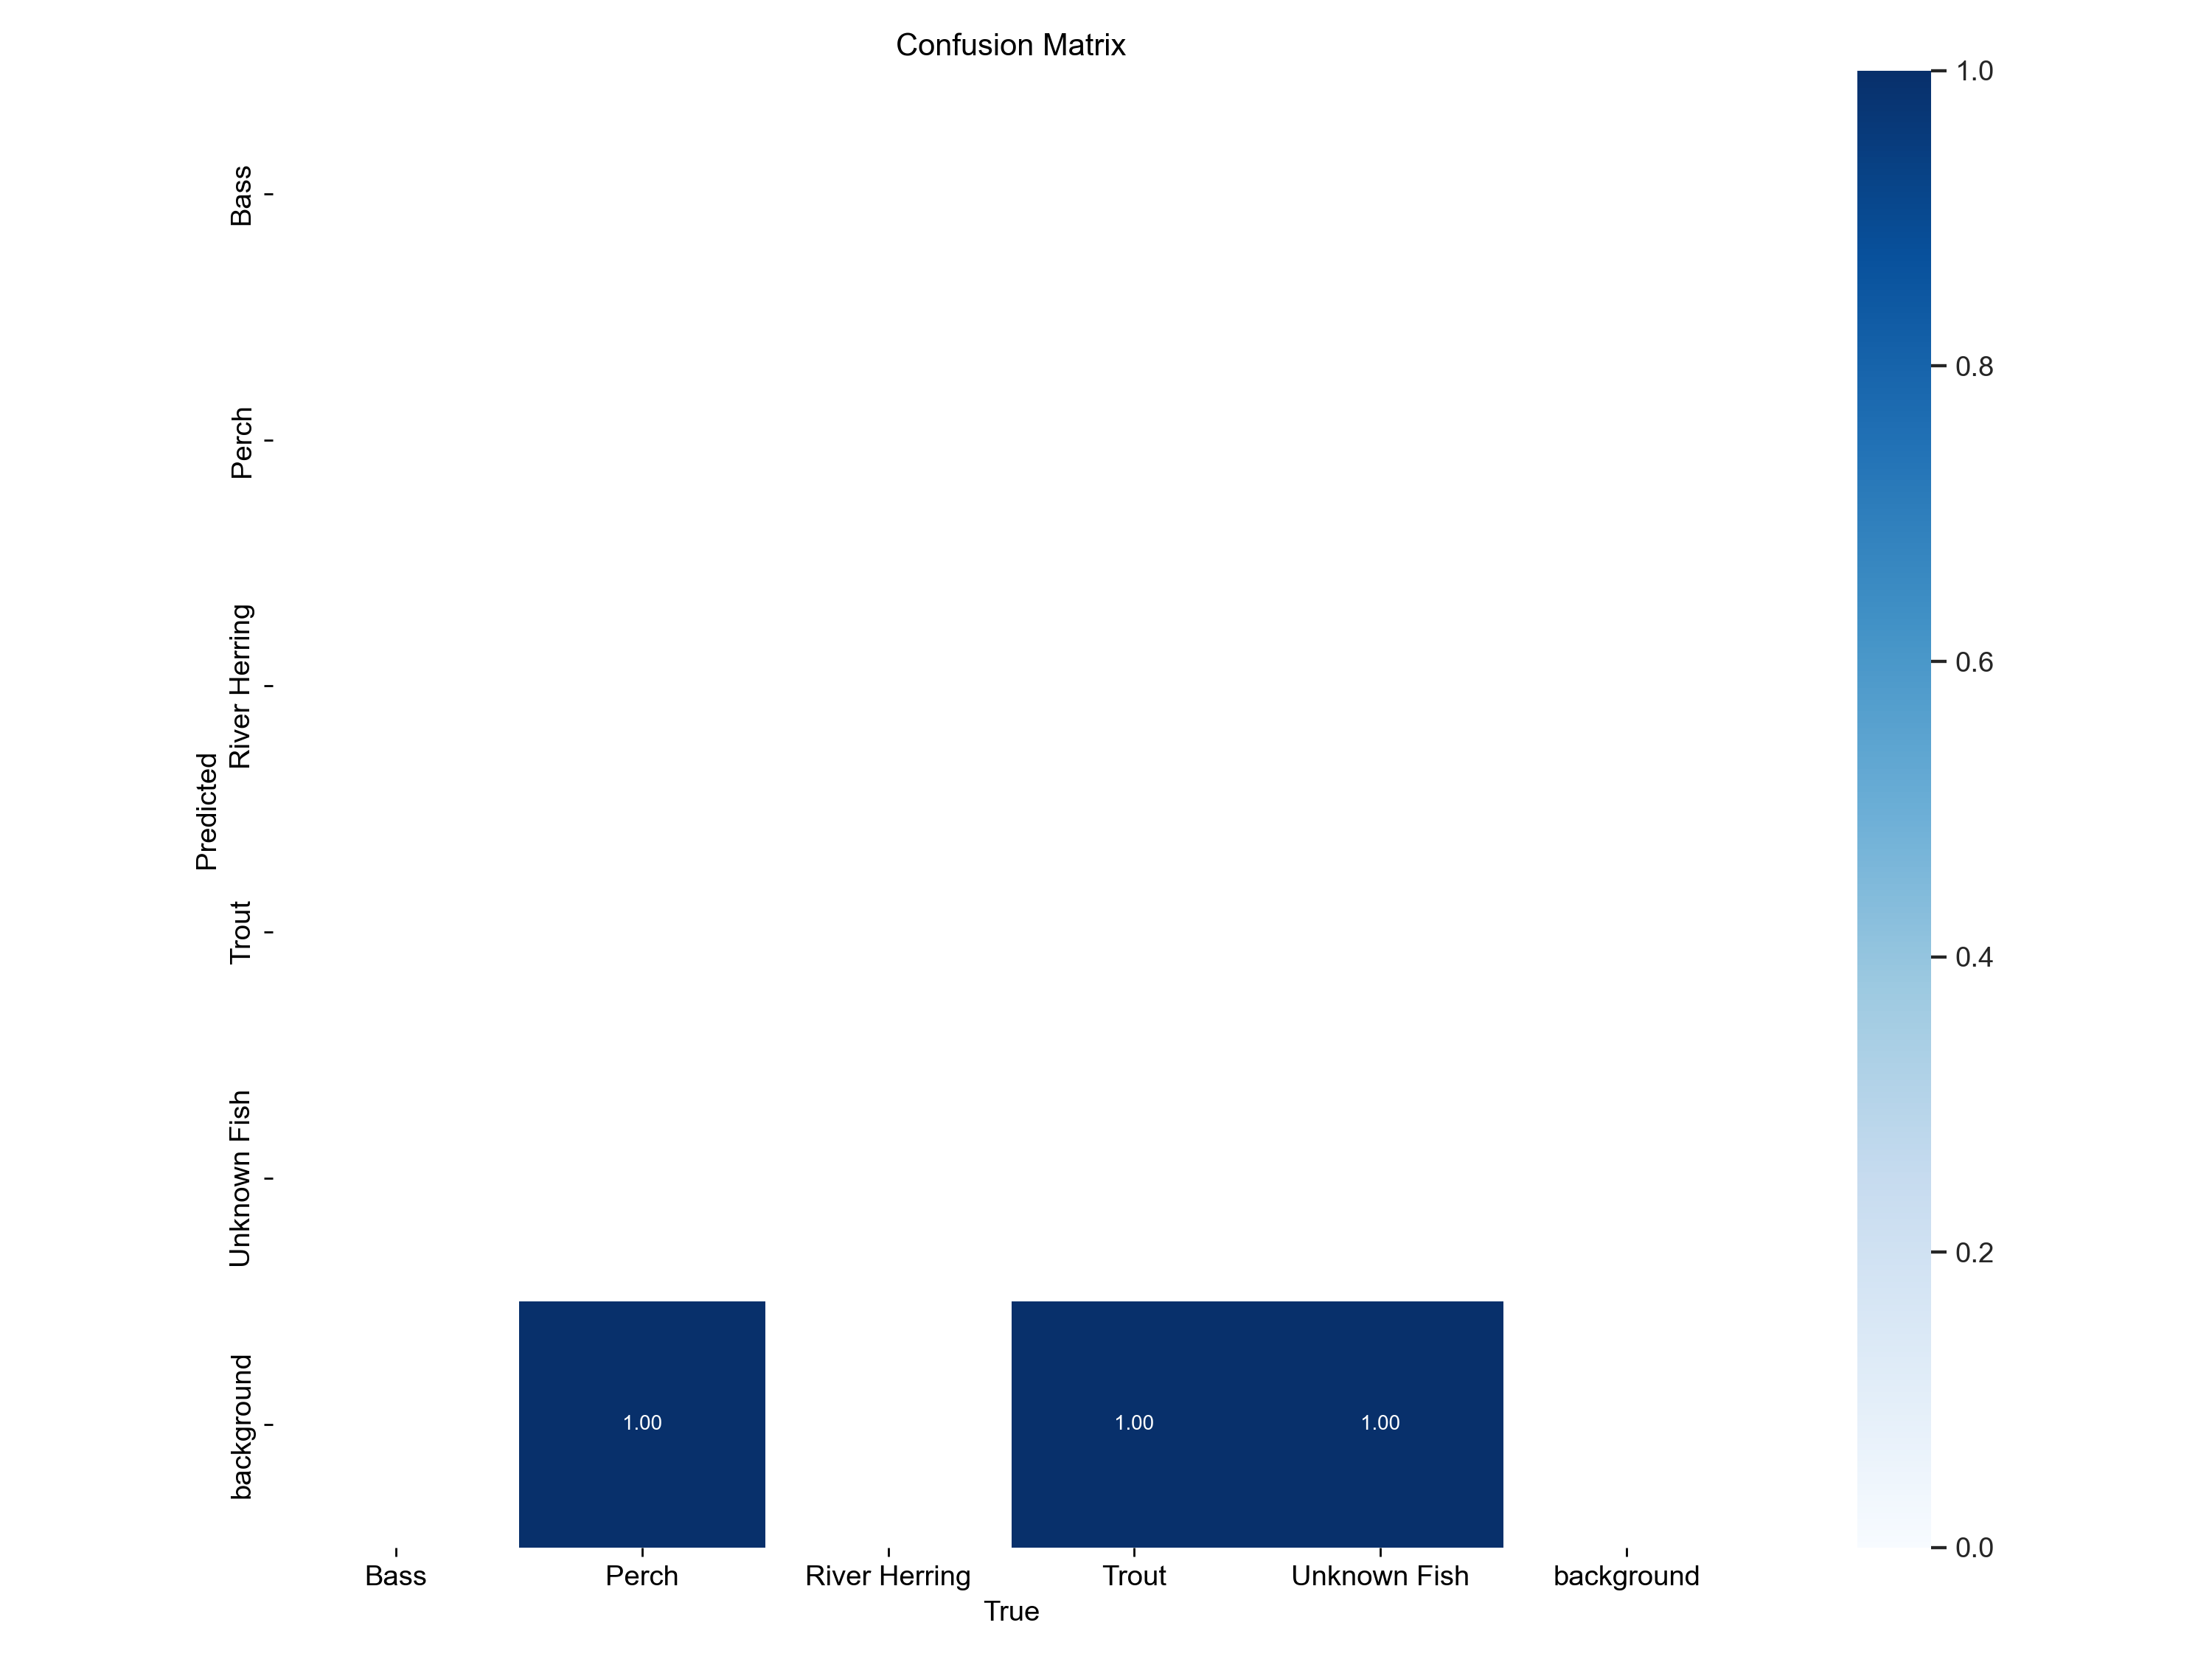 Confusion Matrix
Bass
Perch
River Herring
Trout
Unknown Fish
background
Predicted
1.00
1.00
1.00
Bass
Perch
River Herring
Trout
Unknown Fish
background
True
1.0
0.8
0.6
0.4
0.2
0.0